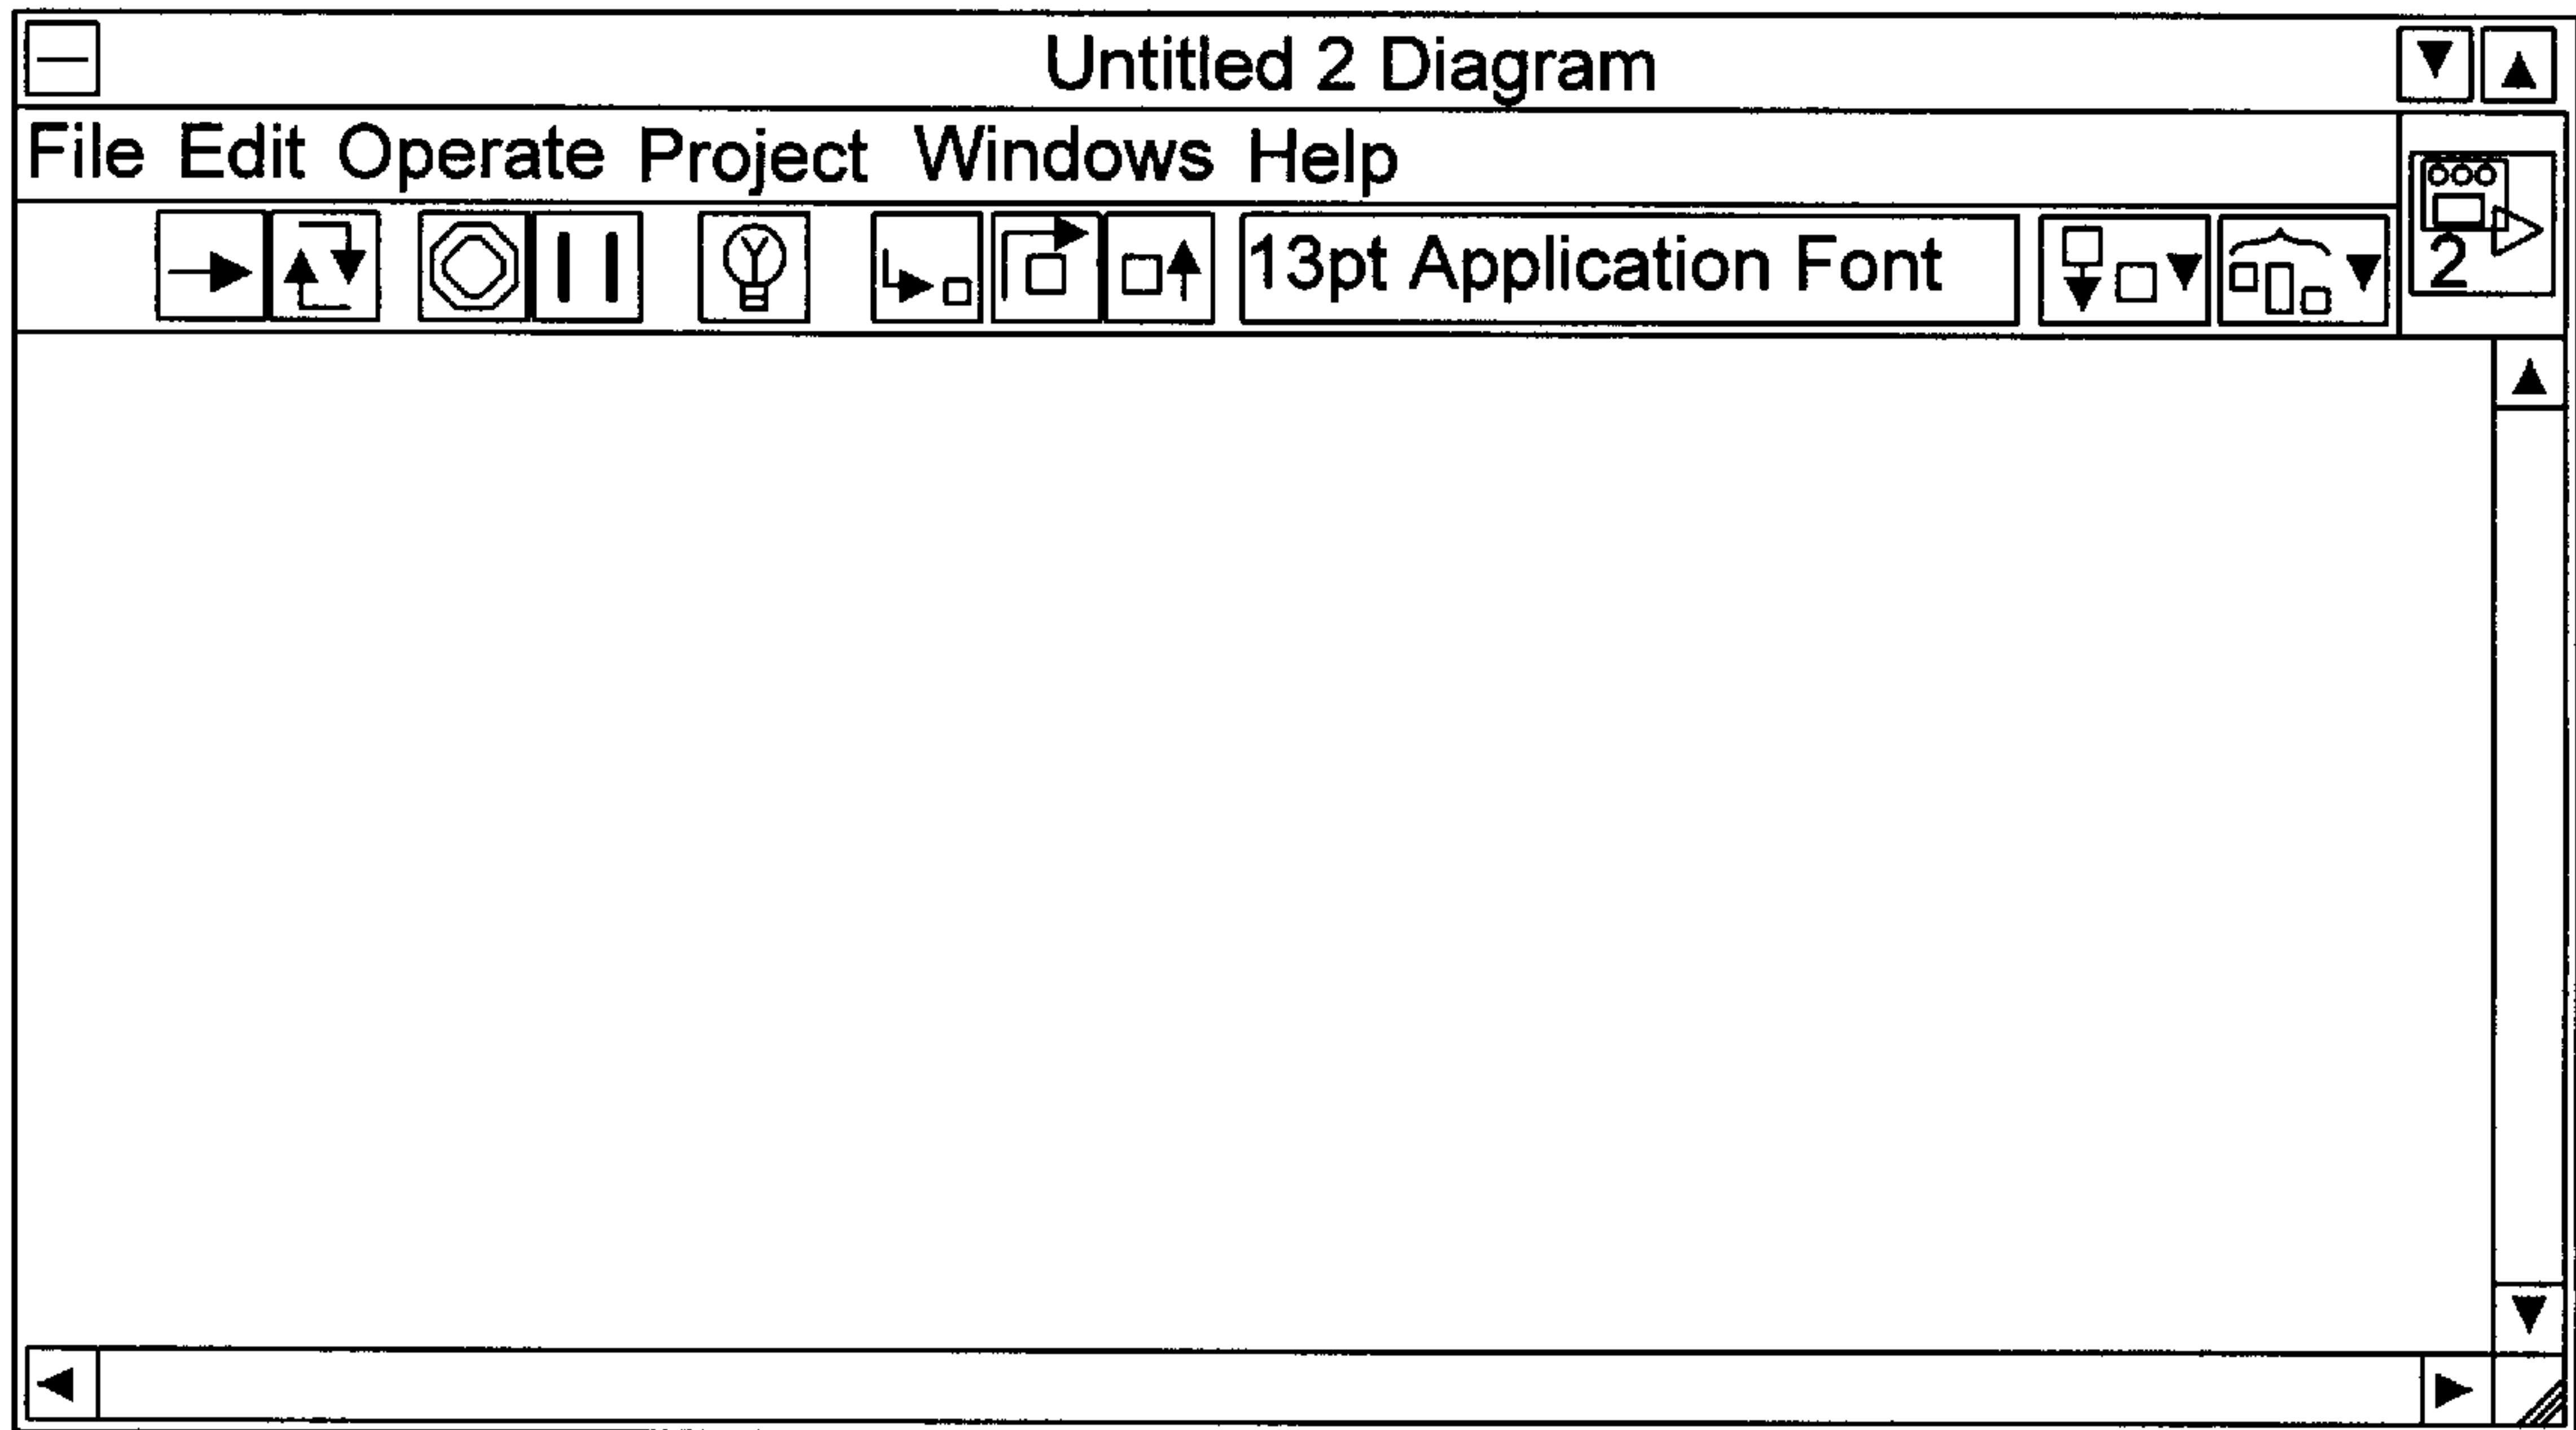 Untitled 2 Diagram
File Edit Operate Project Windows Help
13pt Application Font
2